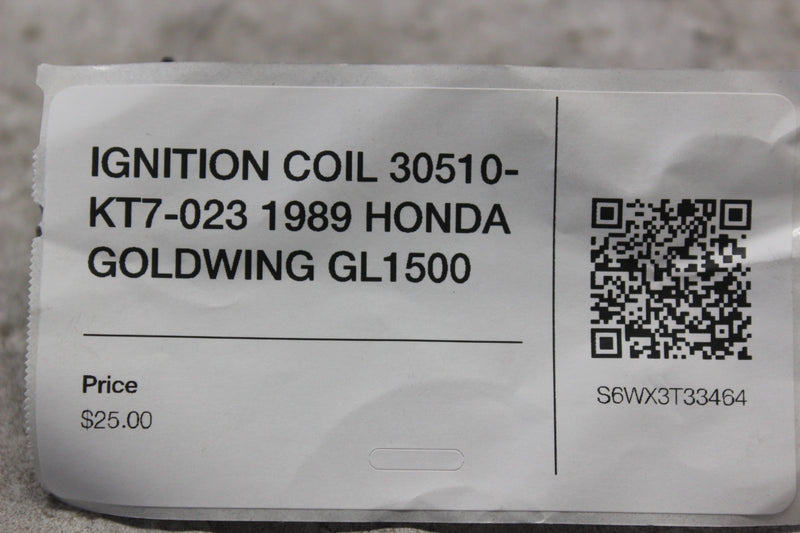 IGNITION COIL 30510-
KT7-023 1989 HONDA
GOLDWING GL1500
Price
$25.00
S6WX3T33464